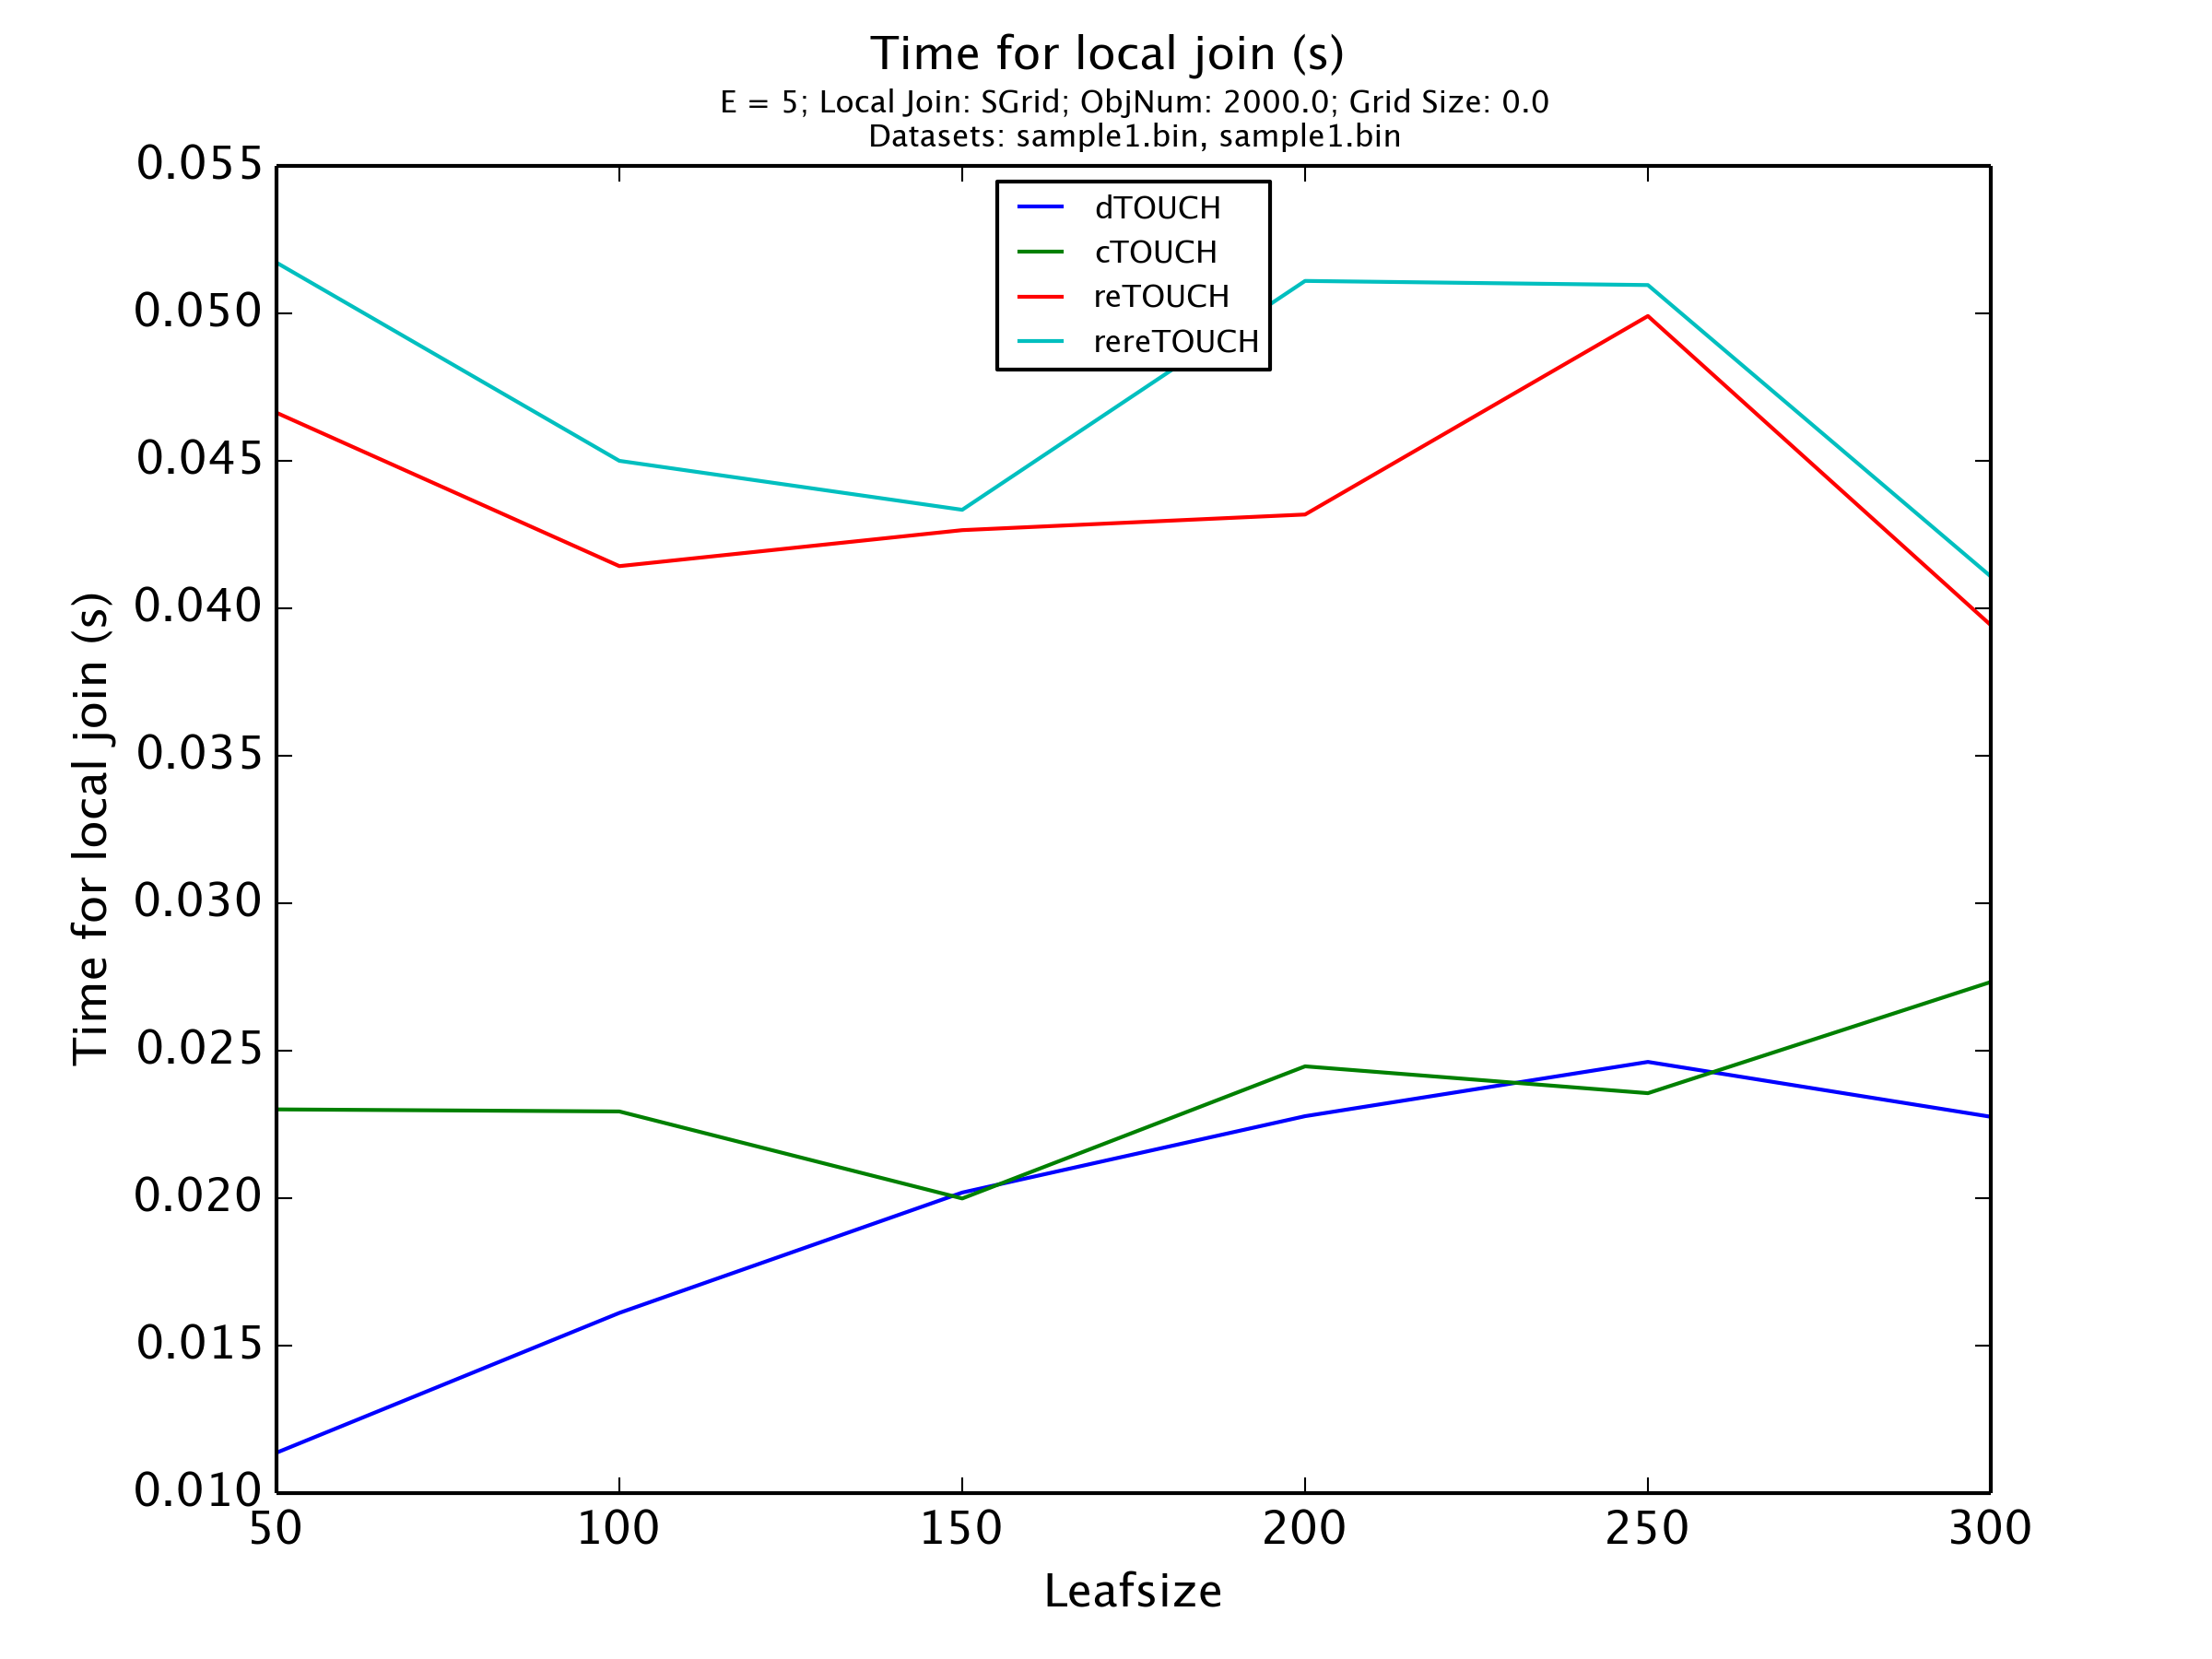 Time for local join (s)
E = 5; Local Join: SGrid; ObjNum: 2000.0; Grid Size: 0.0
Datasets: sample1.bin, sample1.bin
dTOUCH
cTOUCH
reTOUCH
rereTOUCH
Time for local join (s)
0.055
0.050
0.045
0.040
0.035
0.030
0.025
0.020
0.015
0.010
50 100 150 200 250 300
Leafsize